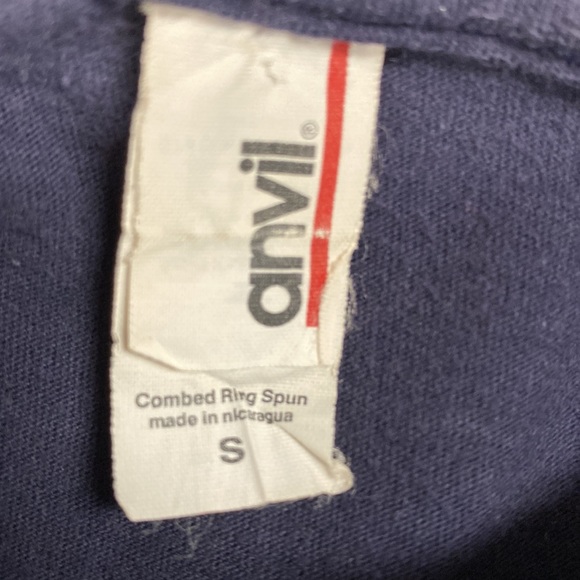 anvil®
Combed Ring Spun
made in nicaragua
S